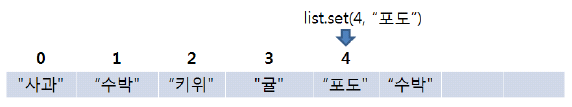 list.set(4, “포도”)
0 1 2 3 4
"사과" “수박” “키위” "귤" “포도” “수박”